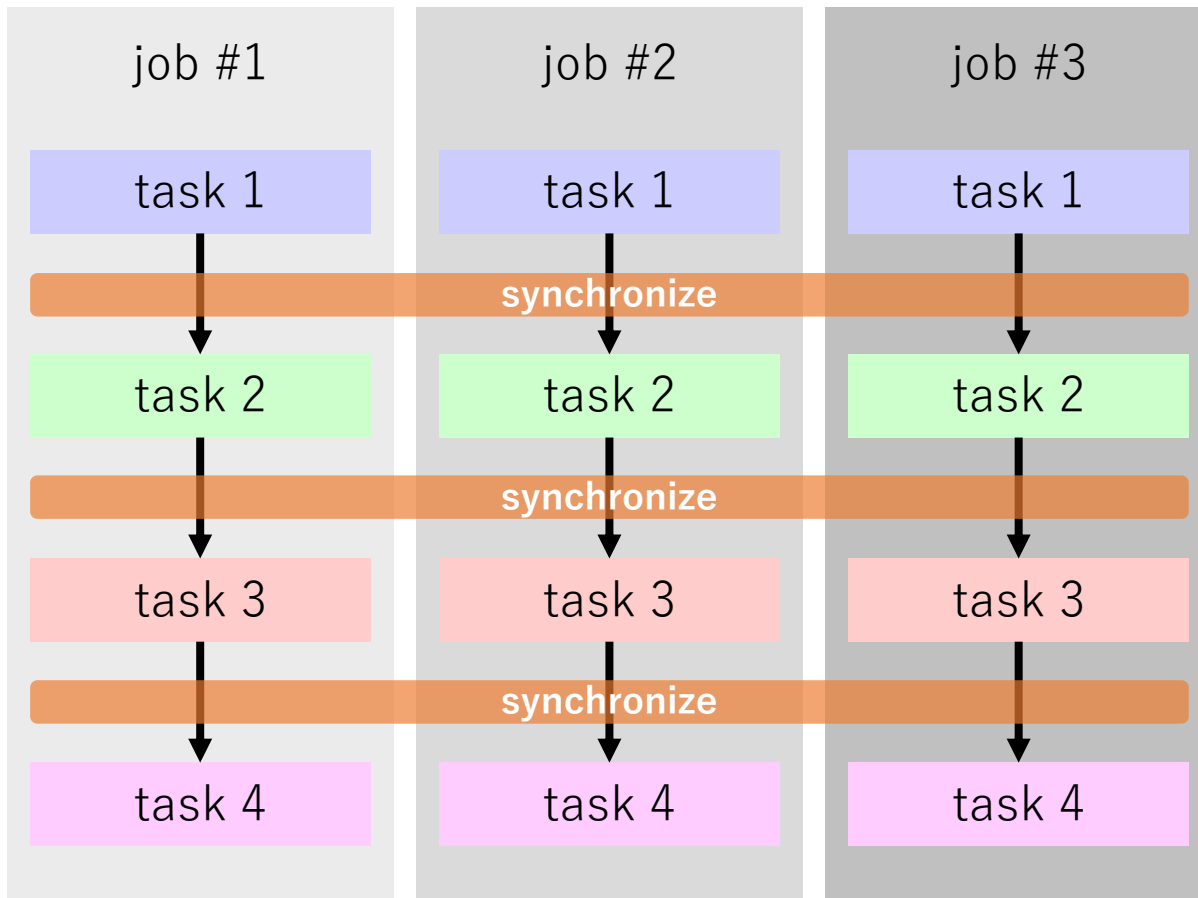 job #1
job #2
job #3
task 1
task 1
task 1
synchronize
task 2
task 2
task 2
synchronize
task 3
task 3
task 3
synchronize
task 4
task 4
task 4